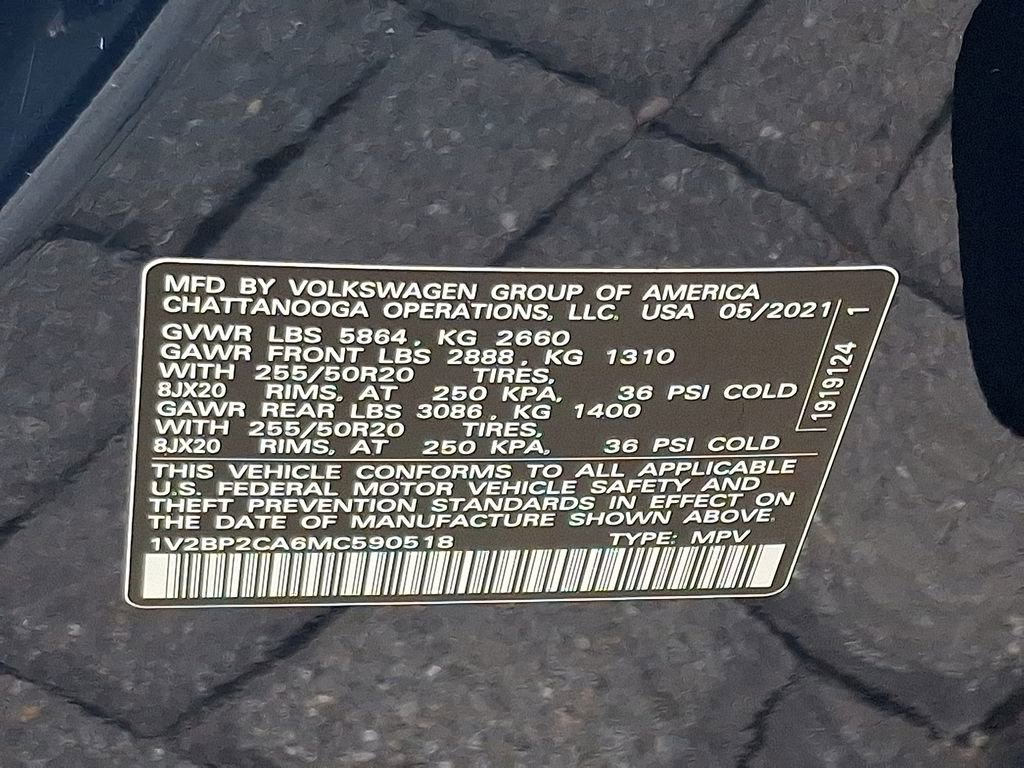 MFD BY VOLKSWAGEN GROUP OF AMERICA
CHATTANOOGA OPERATIONS, LLC. USA 05/2021
GVWR LBS 5864, KG 2660
GAWR FRONT LBS 2888, KG 1310
WITH 255/50R20 TIRES,
8JX20 RIMS, AT 250 KPA, 36 PSI COLD
GAWR REAR LBS 3086, KG 1400
WITH 255/50R20 TIRES,
8JX20 RIMS, AT 250 KPA, 36 PSI COLD
THIS VEHICLE CONFORMS TO ALL APPLICABLE
U.S. FEDERAL MOTOR VEHICLE SAFETY AND
THEFT PREVENTION STANDARDS IN EFFECT ON
THE DATE OF MANUFACTURE SHOWN ABOVE.
1V2BP2CA6MC590518 TYPE: MPV
1919124 1